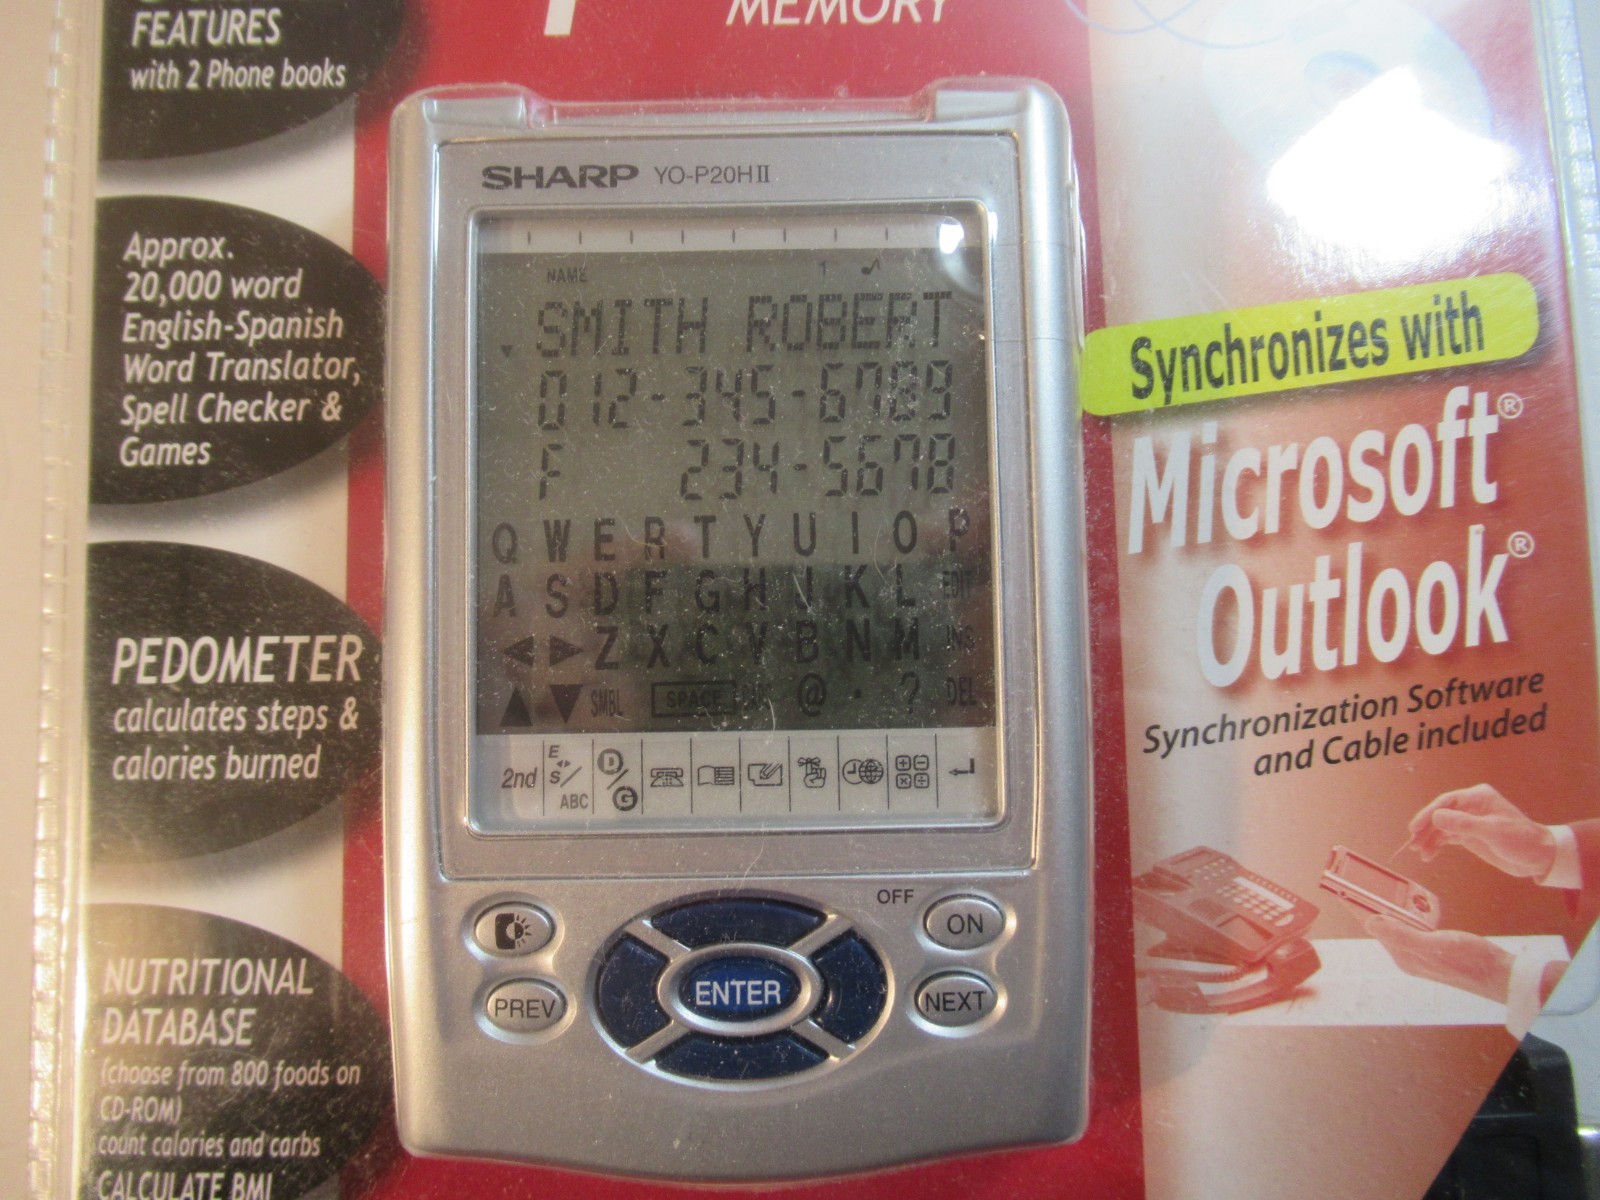 FEATURES
with 2 Phone books
MEMORY
Approx.
20,000 word
English-Spanish
Word Translator,
Spell Checker &
Games
PEDOMETER
calculates steps &
calories burned
NUTRITIONAL
DATABASE
(choose from 800 foods on
CD-ROM)
count calories and carbs
CALCULATE BMI
SHARP YO-P20HII
NAME 1
SMITH ROBERT
012-345-6789
F 234-5678
Q W E R T Y U I O P
A S D F G H J K L EDIT
Z X C V B N M INS
SMBL SPACE CAPS @ . ? DEL
2nd E S/ ABC D/G
OFF
ON
PREV
ENTER
NEXT
Synchronizes with
Microsoft®
Outlook®
Synchronization Software
and Cable included